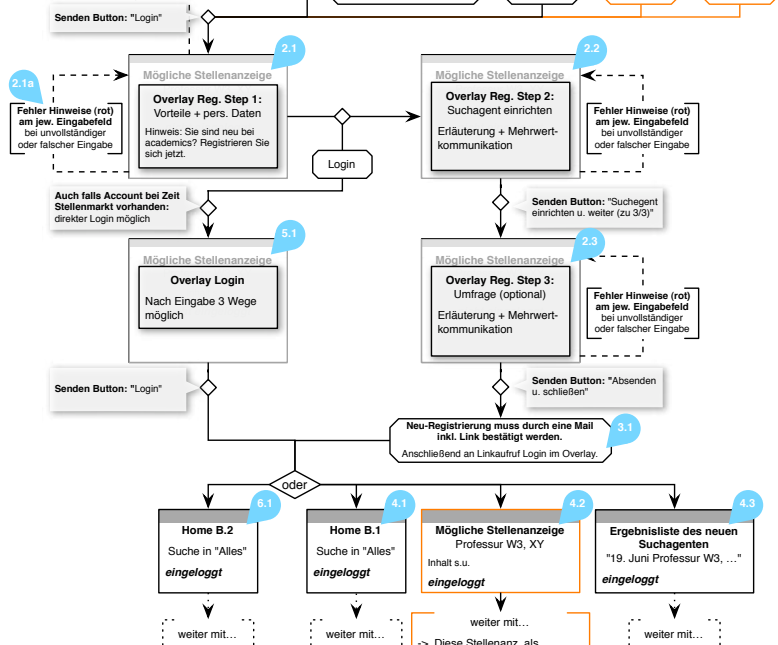 Senden Button: "Login"
2.1
Mögliche Stellenanzeige
Overlay Reg. Step 1:
Vorteile + pers. Daten
Hinweis: Sie sind neu bei
academics? Registrieren Sie
sich jetzt.
2.1a
Fehler Hinweise (rot)
am jew. Eingabefeld
bei unvollständiger
oder falscher Eingabe
Login
2.2
Mögliche Stellenanzeige
Overlay Reg. Step 2:
Suchagent einrichten
Erläuterung + Mehrwert-
kommunikation
Fehler Hinweise (rot)
am jew. Eingabefeld
bei unvollständiger
oder falscher Eingabe
Auch falls Account bei Zeit
Stellenmarkt vorhanden:
direkter Login möglich
Senden Button: "Suchegent
einrichten u. weiter (zu 3/3)"
5.1
Mögliche Stellenanzeige
Overlay Login
Nach Eingabe 3 Wege
möglich
2.3
Mögliche Stellenanzeige
Overlay Reg. Step 3:
Umfrage (optional)
Erläuterung + Mehrwert-
kommunikation
Fehler Hinweise (rot)
am jew. Eingabefeld
bei unvollständiger
oder falscher Eingabe
Senden Button: "Login"
Senden Button: "Absenden
u. schließen"
Neu-Registrierung muss durch eine Mail
inkl. Link bestätigt werden.
Anschließend an Linkaufruf Login im Overlay.
3.1
oder
6.1
Home B.2
Suche in "Alles"
eingeloggt
4.1
Home B.1
Suche in "Alles"
eingeloggt
4.2
Mögliche Stellenanzeige
Professur W3, XY
Inhalt s.u.
eingeloggt
4.3
Ergebnisliste des neuen
Suchagenten
"19. Juni Professur W3, …"
eingeloggt
weiter mit…
weiter mit…
weiter mit…
-> Diese Stellenanz. als
weiter mit…